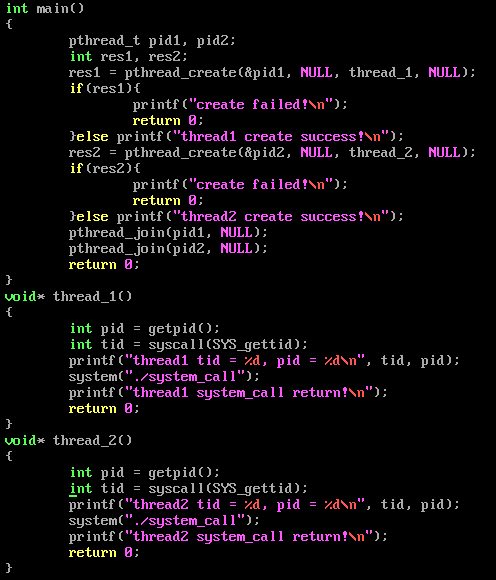 int main()
{
        pthread_t pid1, pid2;
        int res1, res2;
        res1 = pthread_create(&pid1, NULL, thread_1, NULL);
        if(res1){
                printf("create failed!\n");
                return 0;
        }else printf("thread1 create success!\n");
        res2 = pthread_create(&pid2, NULL, thread_2, NULL);
        if(res2){
                printf("create failed!\n");
                return 0;
        }else printf("thread2 create success!\n");
        pthread_join(pid1, NULL);
        pthread_join(pid2, NULL);
        return 0;
}
void* thread_1()
{
        int pid = getpid();
        int tid = syscall(SYS_gettid);
        printf("thread1 tid = %d, pid = %d\n", tid, pid);
        system("./system_call");
        printf("thread1 system_call return!\n");
        return 0;
}
void* thread_2()
{
        int pid = getpid();
        int tid = syscall(SYS_gettid);
        printf("thread2 tid = %d, pid = %d\n", tid, pid);
        system("./system_call");
        printf("thread2 system_call return!\n");
        return 0;
}